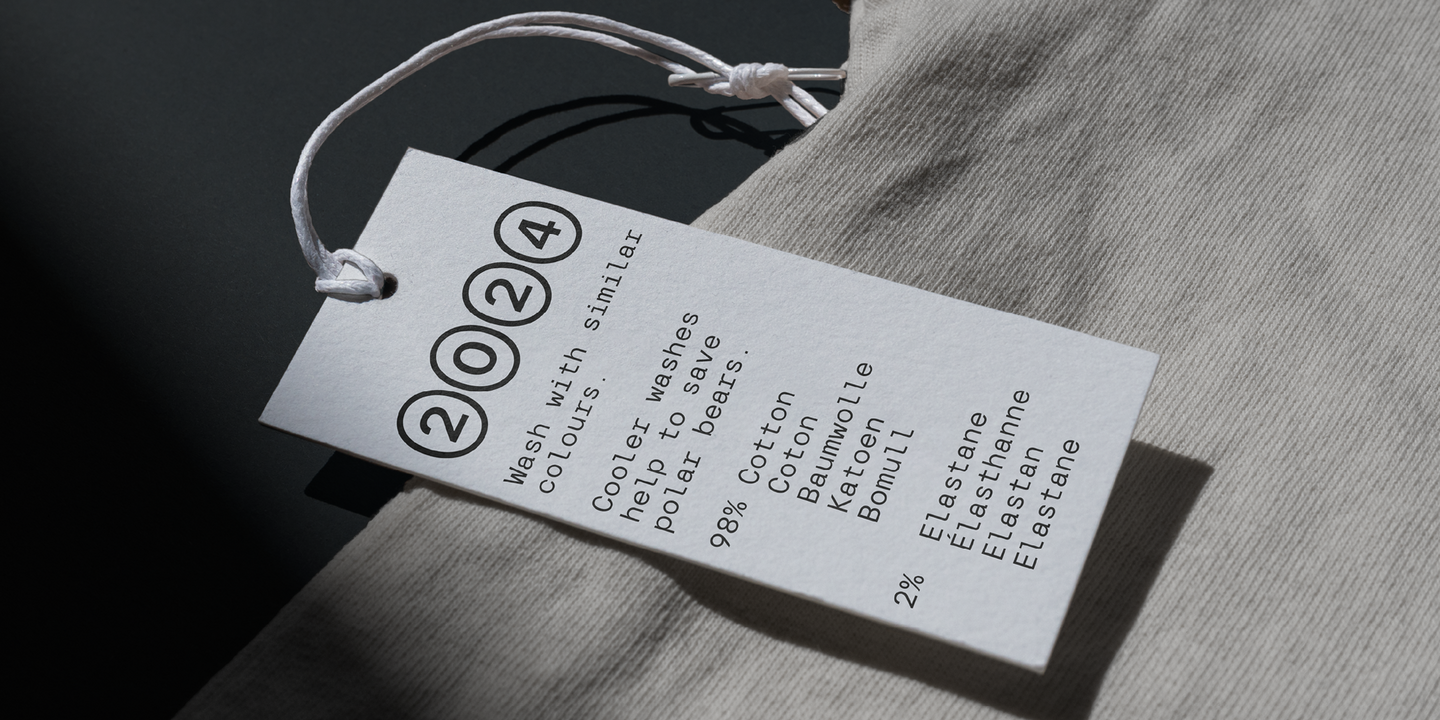 2024
Wash with similar
colours.
Cooler washes
help to save
polar bears.
98% Cotton
Coton
Baumwolle
Katoen
Bomull
2% Elastane
Élasthanne
Elastan
Elastane